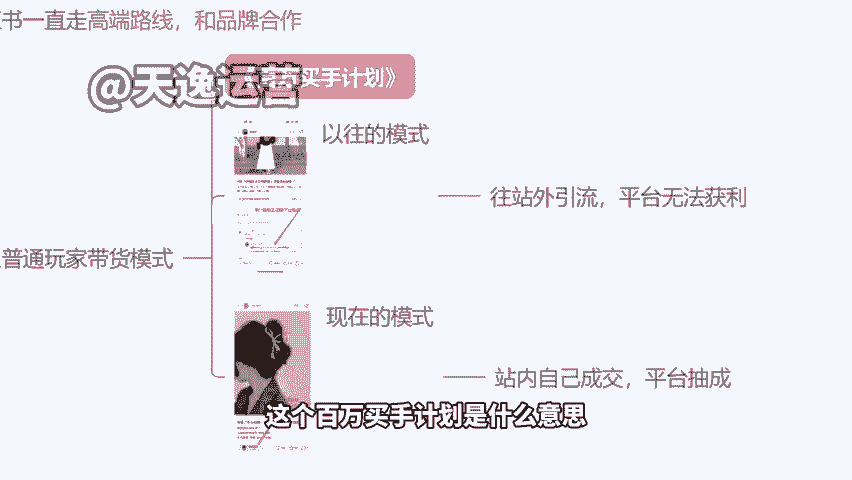 书一直走高端路线，和品牌合作
@天逸运营
买手计划》
以往的模式
往站外引流，平台无法获利
普通玩家带货模式
现在的模式
站内自己成交，平台抽成
这个百万买手计划是什么意思